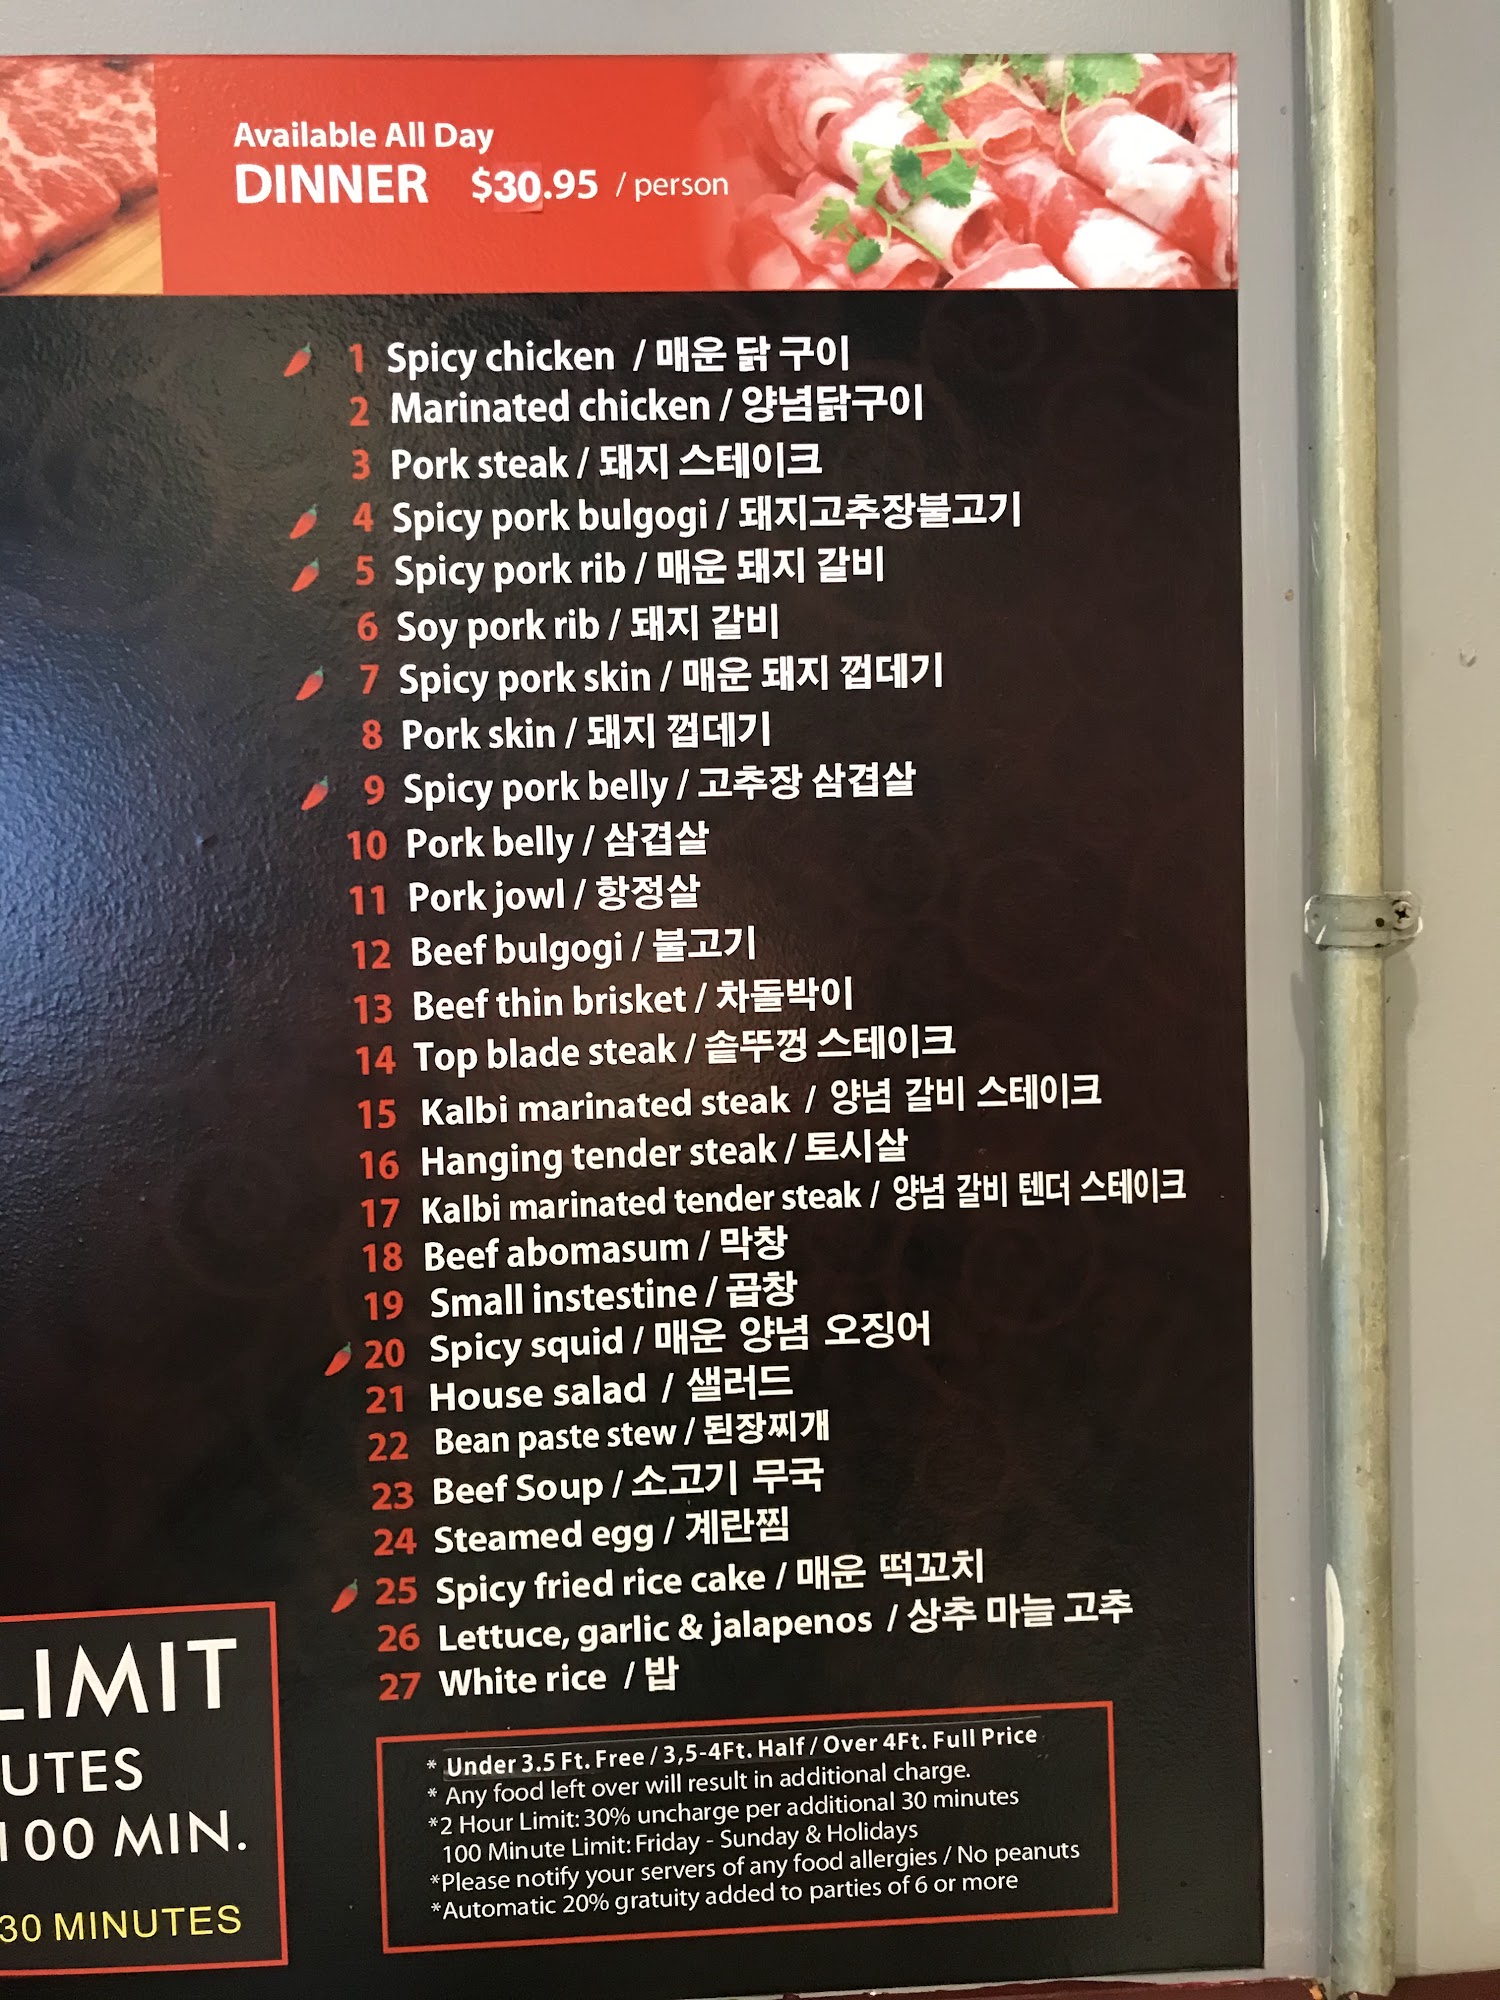 Available All Day
DINNER $30.95 / person
1 Spicy chicken / 매운 닭 구이
2 Marinated chicken / 양념닭구이
3 Pork steak / 돼지 스테이크
4 Spicy pork bulgogi / 돼지고추장불고기
5 Spicy pork rib / 매운 돼지 갈비
6 Soy pork rib / 돼지 갈비
7 Spicy pork skin / 매운 돼지 껍데기
8 Pork skin / 돼지 껍데기
9 Spicy pork belly / 고추장 삼겹살
10 Pork belly / 삼겹살
11 Pork jowl / 항정살
12 Beef bulgogi / 불고기
13 Beef thin brisket / 차돌박이
14 Top blade steak / 솥뚜껑 스테이크
15 Kalbi marinated steak / 양념 갈비 스테이크
16 Hanging tender steak / 토시살
17 Kalbi marinated tender steak / 양념 갈비 텐더 스테이크
18 Beef abomasum / 막창
19 Small instestine / 곱창
20 Spicy squid / 매운 양념 오징어
21 House salad / 샐러드
22 Bean paste stew / 된장찌개
23 Beef Soup / 소고기 무국
24 Steamed egg / 계란찜
25 Spicy fried rice cake / 매운 떡꼬치
26 Lettuce, garlic & jalapenos / 상추 마늘 고추
27 White rice / 밥
LIMIT
UTES
100 MIN.
30 MINUTES
* Under 3.5 Ft. Free / 3,5-4Ft. Half / Over 4Ft. Full Price
* Any food left over will result in additional charge.
*2 Hour Limit: 30% uncharge per additional 30 minutes
100 Minute Limit: Friday - Sunday & Holidays
*Please notify your servers of any food allergies / No peanuts
*Automatic 20% gratuity added to parties of 6 or more